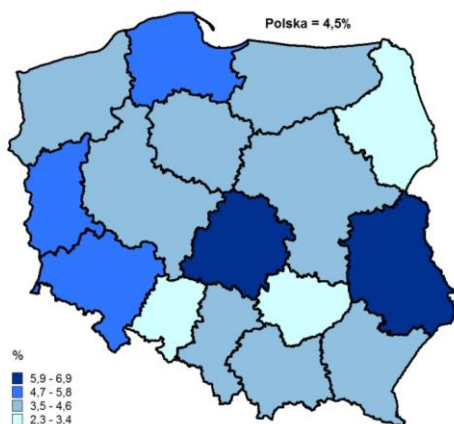 Polska = 4,5%
%
5,9 - 6,9
4,7 - 5,8
3,5 - 4,6
2,3 - 3,4